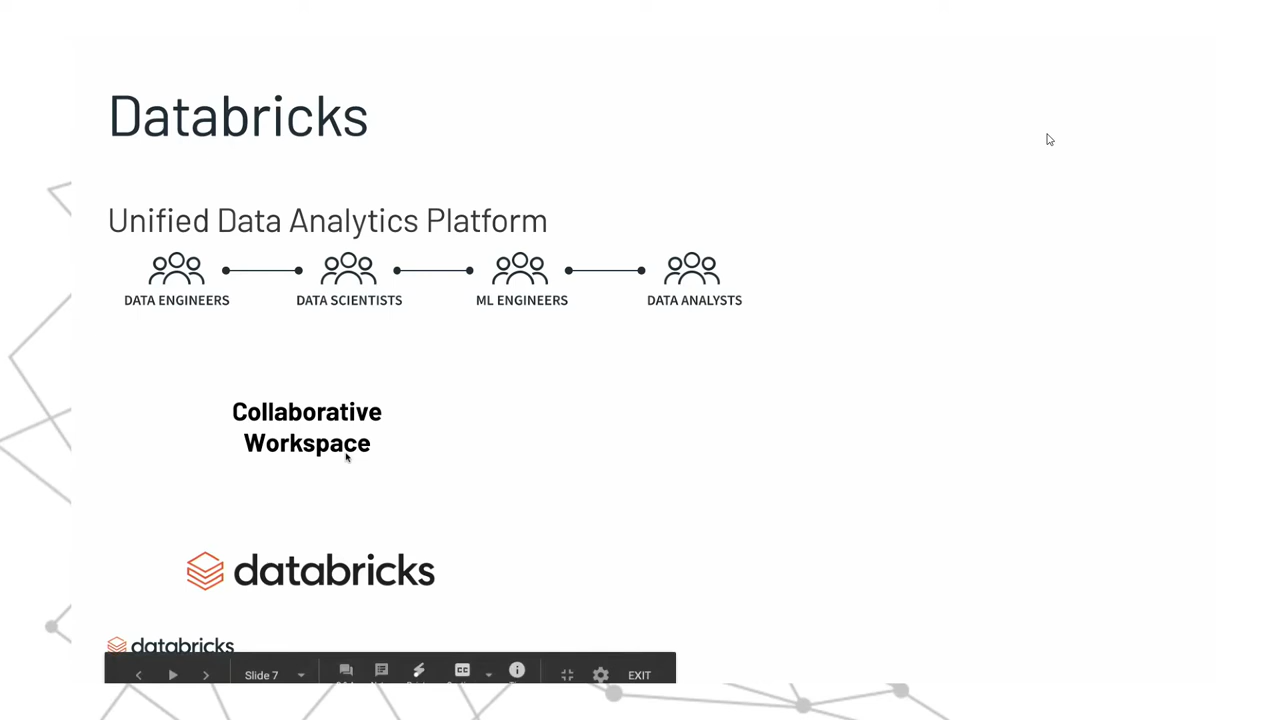 Databricks
Unified Data Analytics Platform
DATA ENGINEERS DATA SCIENTISTS ML ENGINEERS DATA ANALYSTS
Collaborative
Workspace
databricks
databricks
Slide 7 CC EXIT